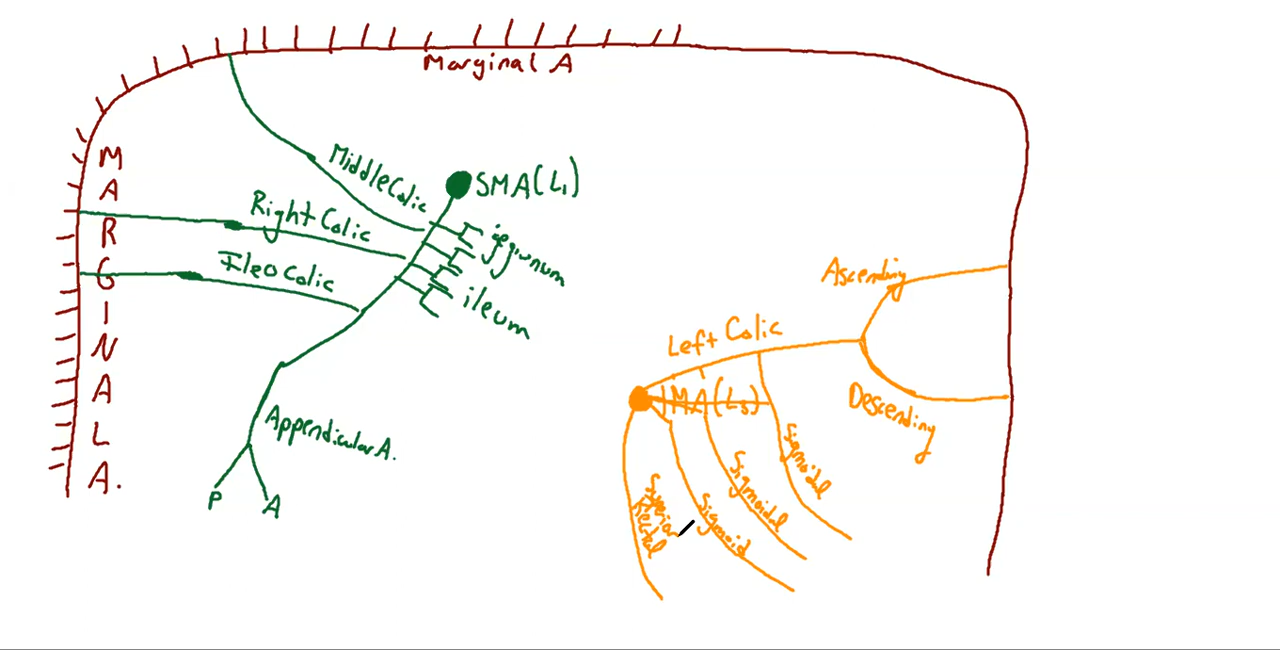 Marginal A
MARGINAL A.
Middle Colic
SMA(L1)
Right Colic
jejunum
Ileo Colic
ileum
Appendicular A.
P
A
Ascending
Left Colic
IMA(L3)
Descending
Sigmoidal
Sigmoidal
Sigmoid
Superior
Rectal